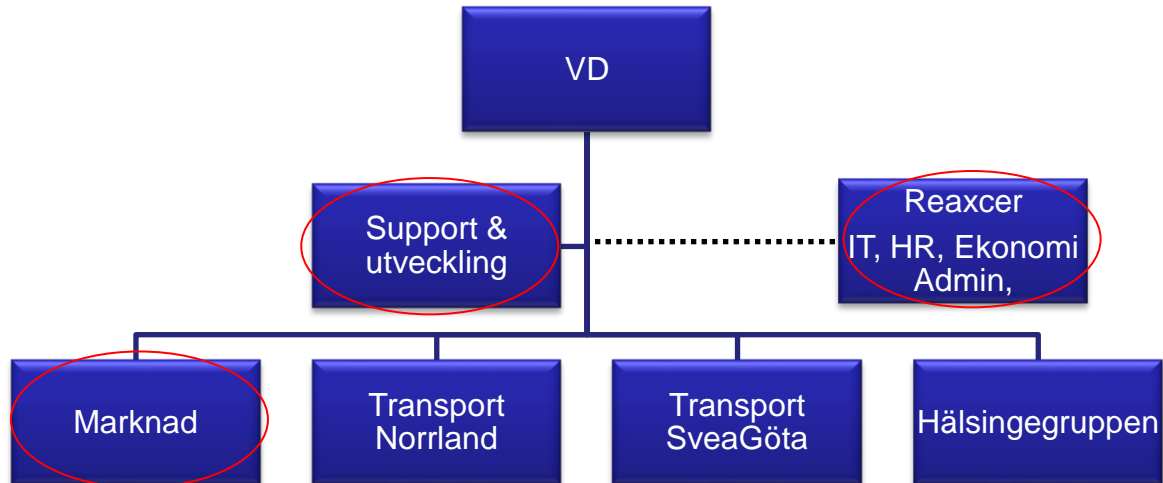 VD
Support &
utveckling
Reaxcer
IT, HR, Ekonomi
Admin,
Marknad
Transport
Norrland
Transport
SveaGöta
Hälsingegruppen